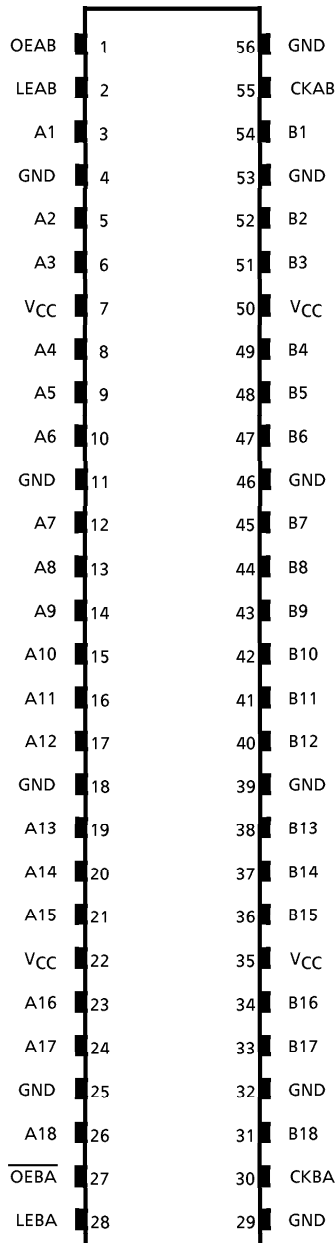 OEAB 1 56 GND
LEAB 2 55 CKAB
A1 3 54 B1
GND 4 53 GND
A2 5 52 B2
A3 6 51 B3
VCC 7 50 VCC
A4 8 49 B4
A5 9 48 B5
A6 10 47 B6
GND 11 46 GND
A7 12 45 B7
A8 13 44 B8
A9 14 43 B9
A10 15 42 B10
A11 16 41 B11
A12 17 40 B12
GND 18 39 GND
A13 19 38 B13
A14 20 37 B14
A15 21 36 B15
VCC 22 35 VCC
A16 23 34 B16
A17 24 33 B17
GND 25 32 GND
A18 26 31 B18
O̅E̅B̅A̅ 27 30 CKBA
LEBA 28 29 GND